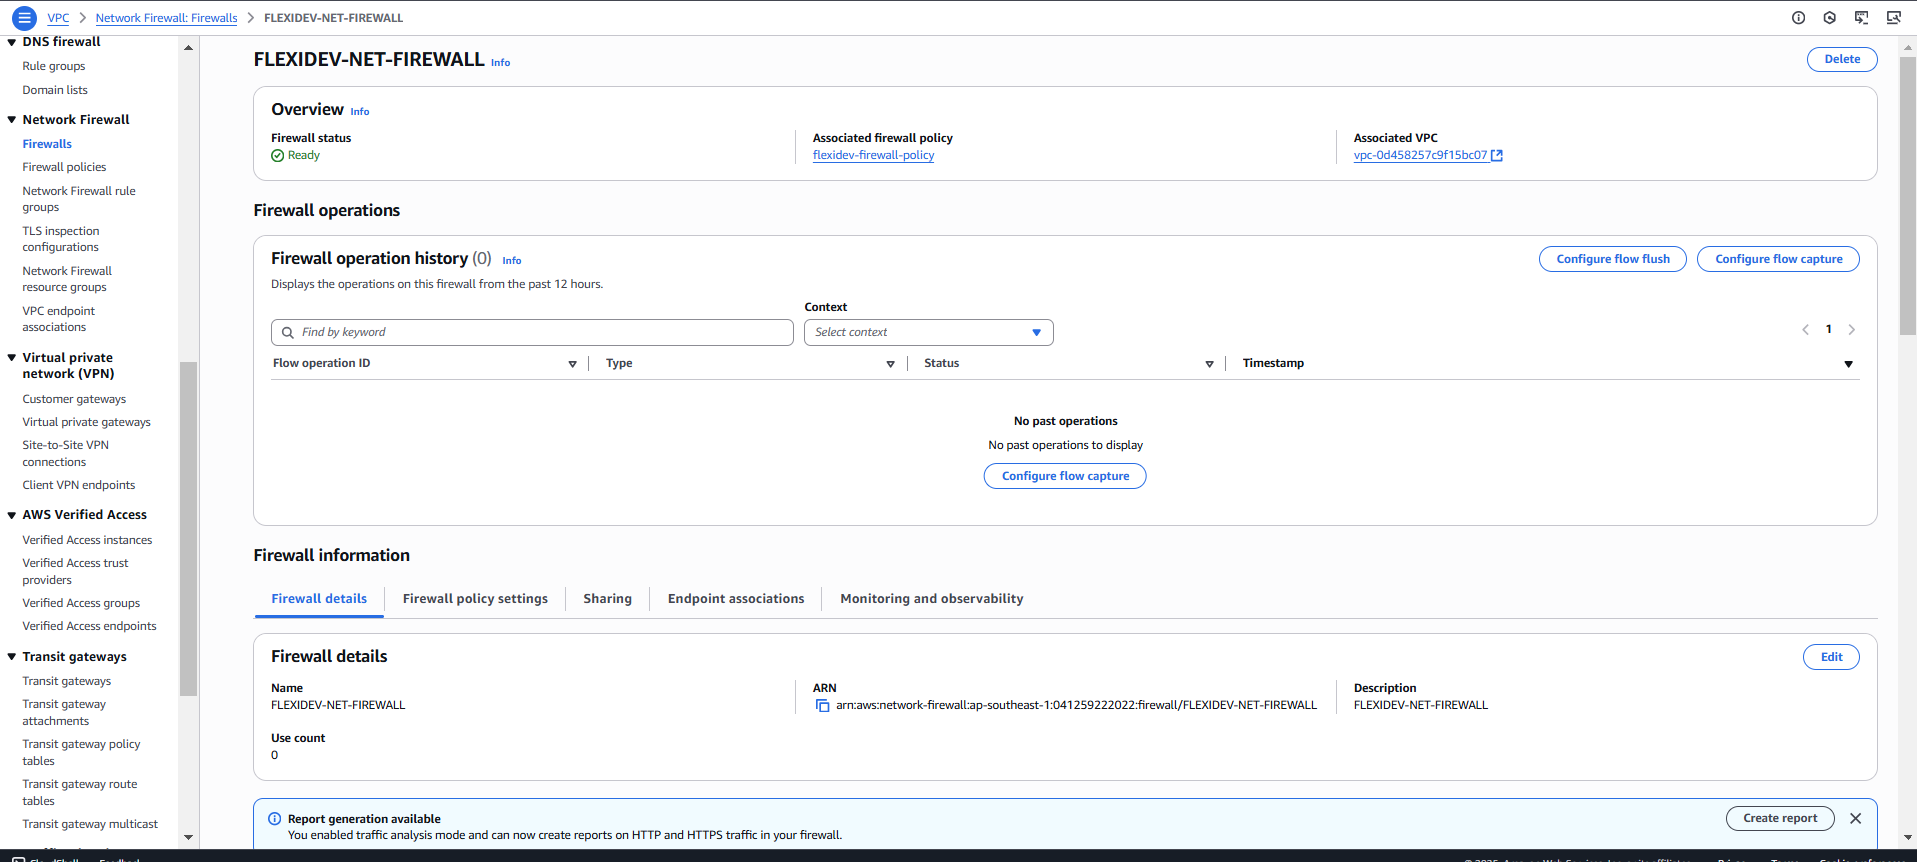 VPC > Network Firewall: Firewalls > FLEXIDEV-NET-FIREWALL
DNS firewall
Rule groups
Domain lists
Network Firewall
Firewalls
Firewall policies
Network Firewall rule
groups
TLS inspection
configurations
Network Firewall
resource groups
VPC endpoint
associations
Virtual private
network (VPN)
Customer gateways
Virtual private gateways
Site-to-Site VPN
connections
Client VPN endpoints
AWS Verified Access
Verified Access instances
Verified Access trust
providers
Verified Access groups
Verified Access endpoints
Transit gateways
Transit gateways
Transit gateway
attachments
Transit gateway policy
tables
Transit gateway route
tables
Transit gateway multicast
FLEXIDEV-NET-FIREWALL Info
Delete
Overview Info
Firewall status
Ready
Associated firewall policy
flexidev-firewall-policy
Associated VPC
vpc-0d458257c9f15bc07
Firewall operations
Firewall operation history (0) Info
Configure flow flush
Configure flow capture
Displays the operations on this firewall from the past 12 hours.
Context
Find by keyword
Select context
1
Flow operation ID
Type
Status
Timestamp
No past operations
No past operations to display
Configure flow capture
Firewall information
Firewall details
Firewall policy settings
Sharing
Endpoint associations
Monitoring and observability
Firewall details
Edit
Name
FLEXIDEV-NET-FIREWALL
ARN
arn:aws:network-firewall:ap-southeast-1:041259222022:firewall/FLEXIDEV-NET-FIREWALL
Description
FLEXIDEV-NET-FIREWALL
Use count
0
Report generation available
You enabled traffic analysis mode and can now create reports on HTTP and HTTPS traffic in your firewall.
Create report